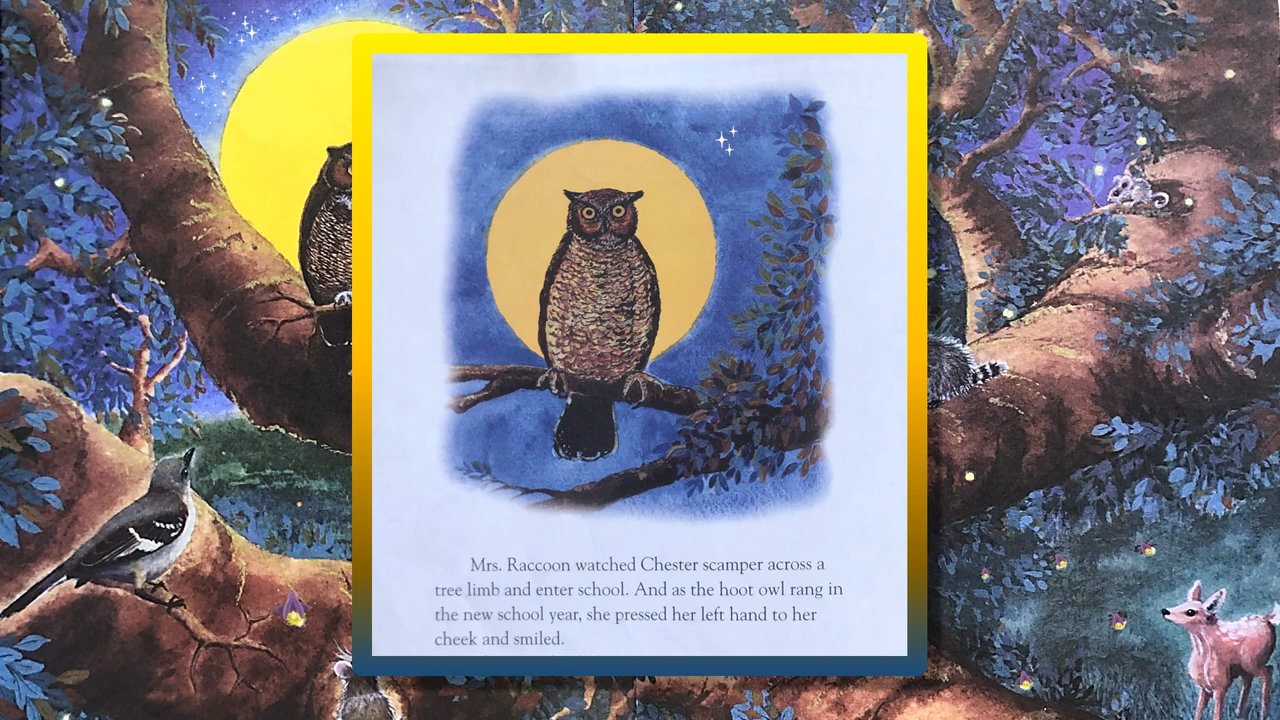 Mrs. Raccoon watched Chester scamper across a
tree limb and enter school. And as the hoot owl rang in
the new school year, she pressed her left hand to her
cheek and smiled.